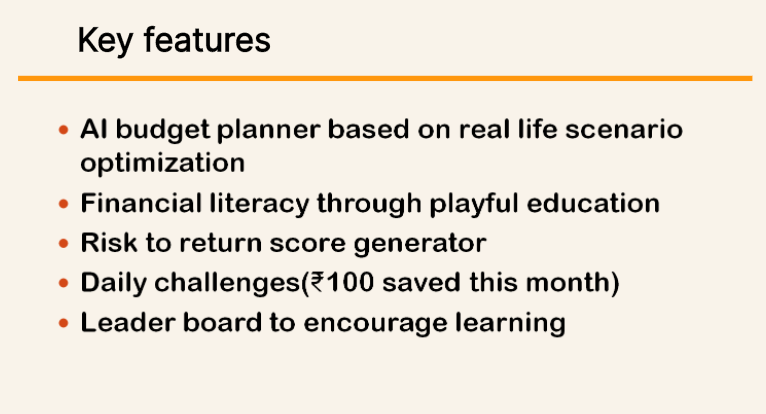 Key features
• AI budget planner based on real life scenario
optimization
• Financial literacy through playful education
• Risk to return score generator
• Daily challenges(₹100 saved this month)
• Leader board to encourage learning